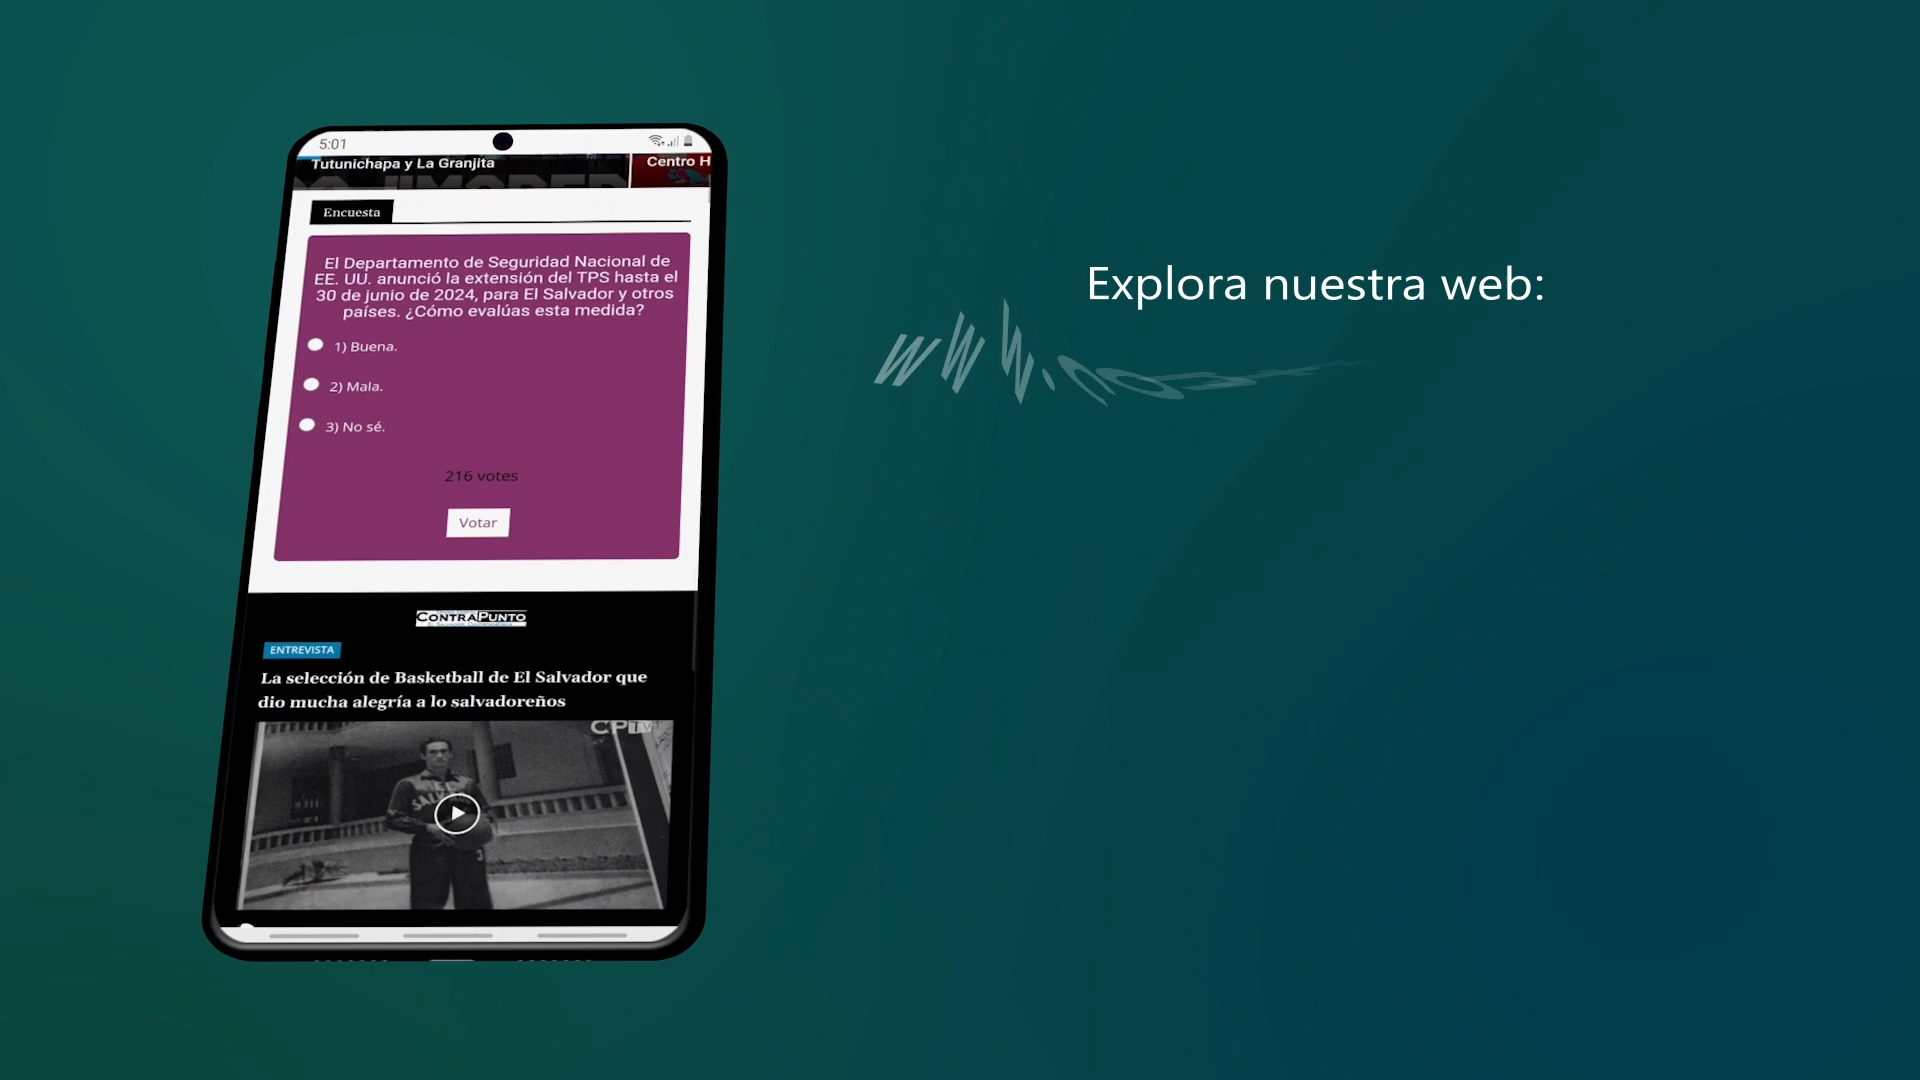 5:01
Tutunichapa y La Granjita
Centro H
Encuesta
El Departamento de Seguridad Nacional de
EE. UU. anunció la extensión del TPS hasta el
30 de junio de 2024, para El Salvador y otros
países. ¿Cómo evalúas esta medida?
1) Buena.
2) Mala.
3) No sé.
216 votes
Votar
CONTRAPUNTO
ENTREVISTA
La selección de Basketball de El Salvador que
dio mucha alegría a lo salvadoreños
CPTV
Explora nuestra web:
www.